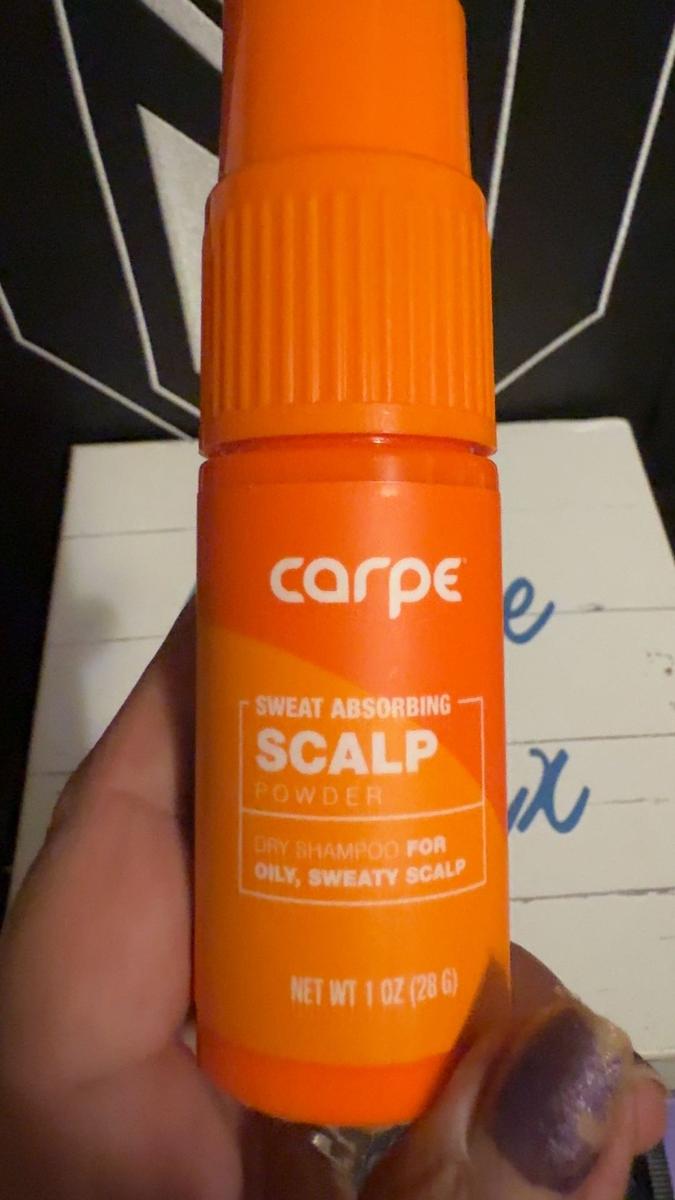 carpe
SWEAT ABSORBING
SCALP
POWDER
DRY SHAMPOO FOR
OILY, SWEATY SCALP
NET WT 1 OZ (28 G)